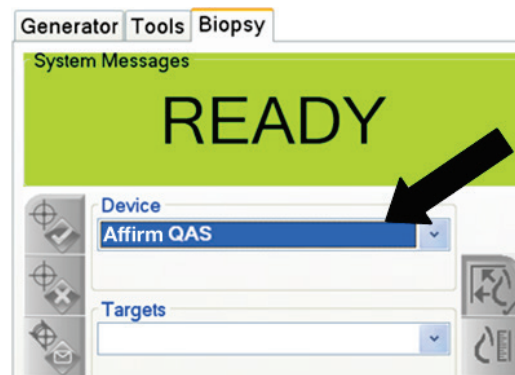 Generator Tools Biopsy
System Messages
READY
Device
Affirm QAS
Targets